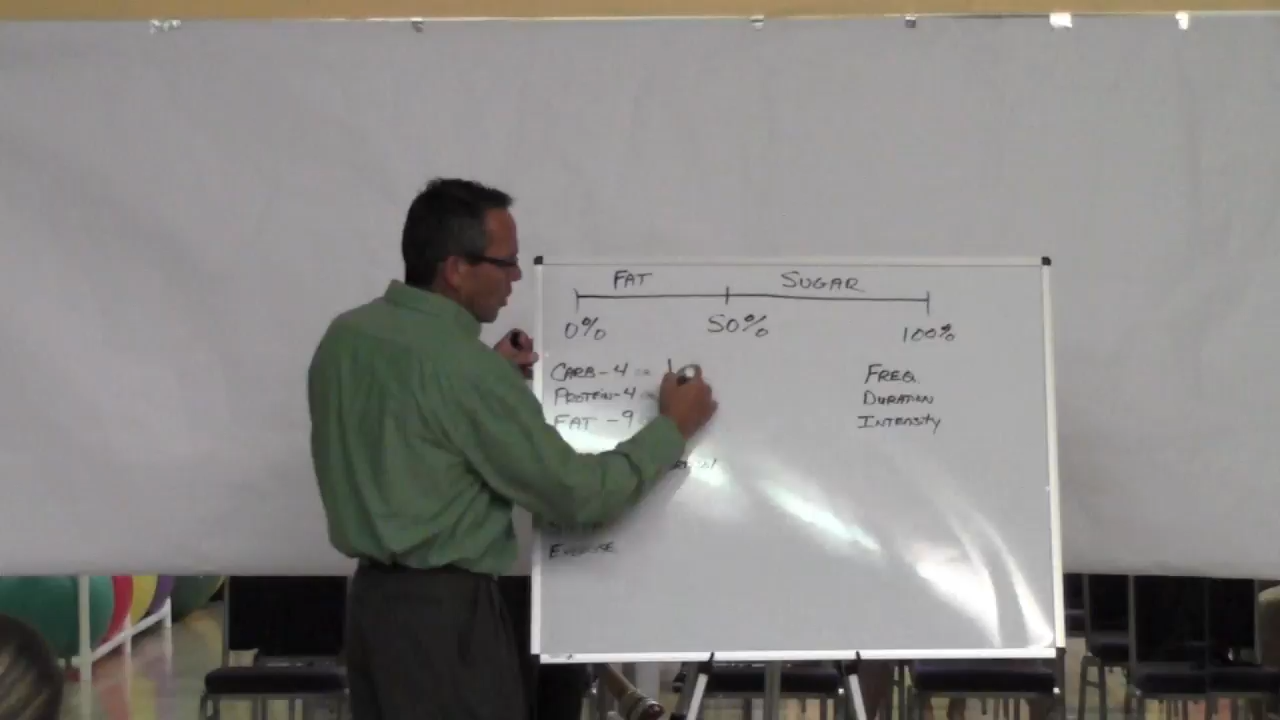 FAT SUGAR
0% 50% 100%
CARB-4
PROTEIN-4
FAT -9
EXERCISE
FREQ.
DURATION
INTENSITY